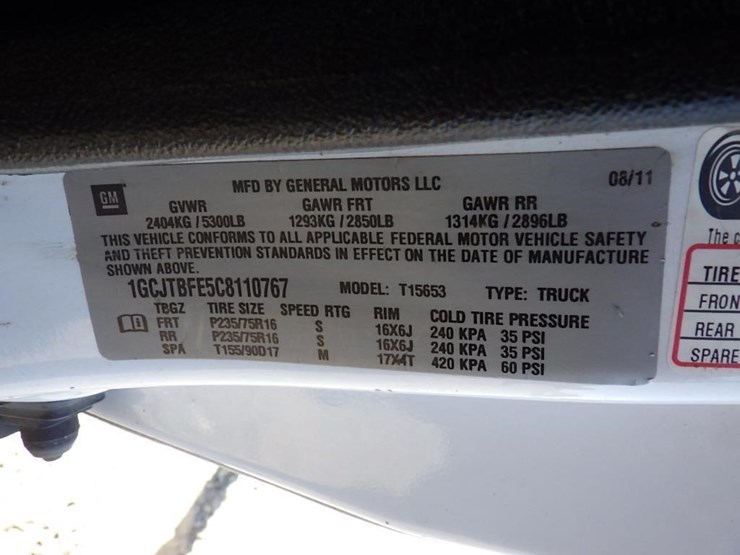 GM
MFD BY GENERAL MOTORS LLC 08/11
GVWR GAWR FRT GAWR RR
2404KG / 5300LB 1293KG / 2850LB 1314KG / 2896LB
THIS VEHICLE CONFORMS TO ALL APPLICABLE FEDERAL MOTOR VEHICLE SAFETY
AND THEFT PREVENTION STANDARDS IN EFFECT ON THE DATE OF MANUFACTURE
SHOWN ABOVE.
1GCJTBFE5C8110767 MODEL: T15653 TYPE: TRUCK
TBGZ TIRE SIZE SPEED RTG RIM COLD TIRE PRESSURE
FRT P235/75R16 S 16X6J 240 KPA 35 PSI
RR P235/75R16 S 16X6J 240 KPA 35 PSI
SPA T155/90D17 M 17X4T 420 KPA 60 PSI
The c
TIRE
FRON
REAR
SPARE